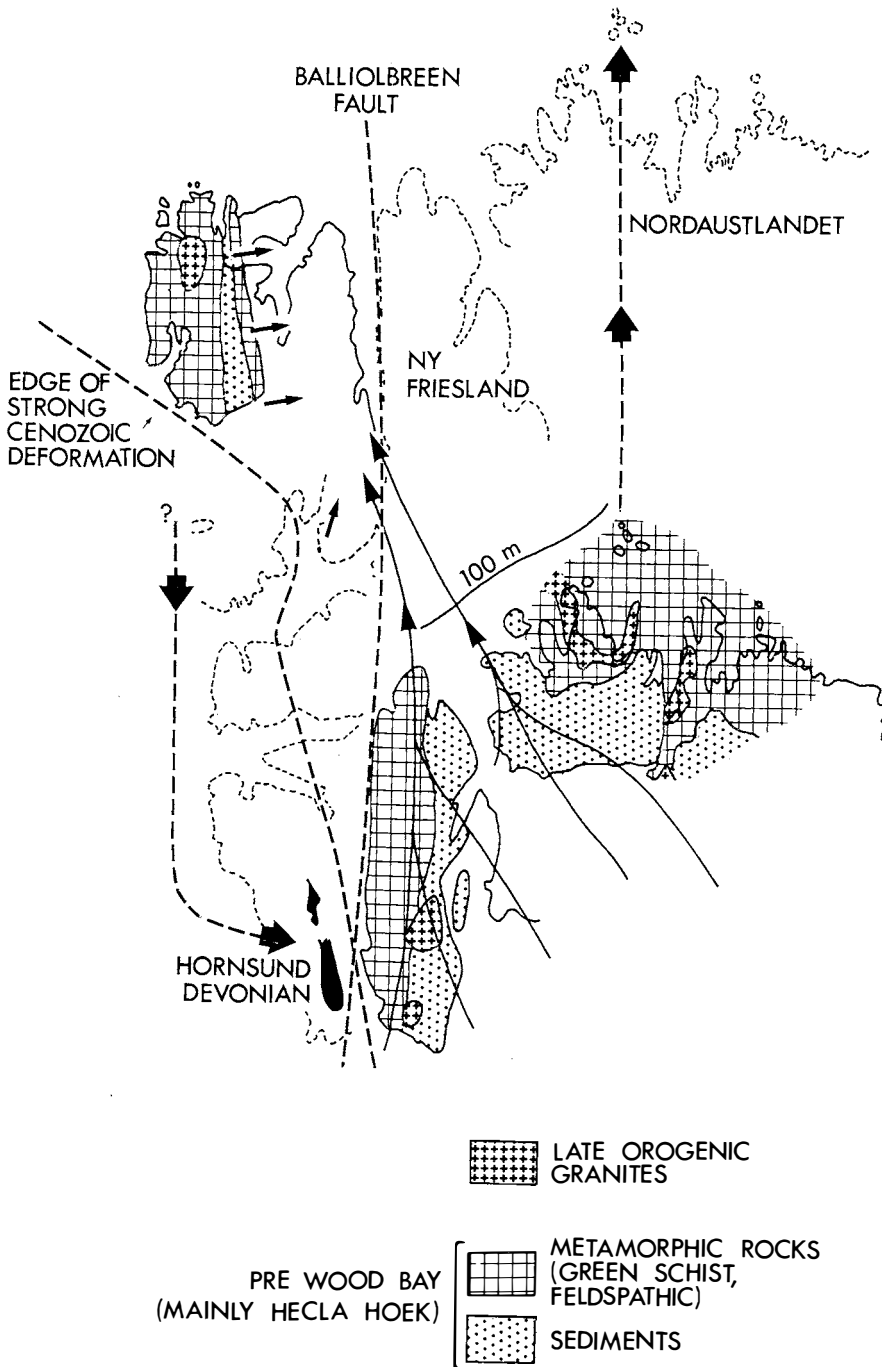 BALLIOLBREEN
FAULT
NORDAUSTLANDET
NY
FRIESLAND
EDGE OF
STRONG
CENOZOIC
DEFORMATION
?
100 m
HORNSUND
DEVONIAN
LATE OROGENIC
GRANITES
PRE WOOD BAY
(MAINLY HECLA HOEK)
METAMORPHIC ROCKS
(GREEN SCHIST,
FELDSPATHIC)
SEDIMENTS